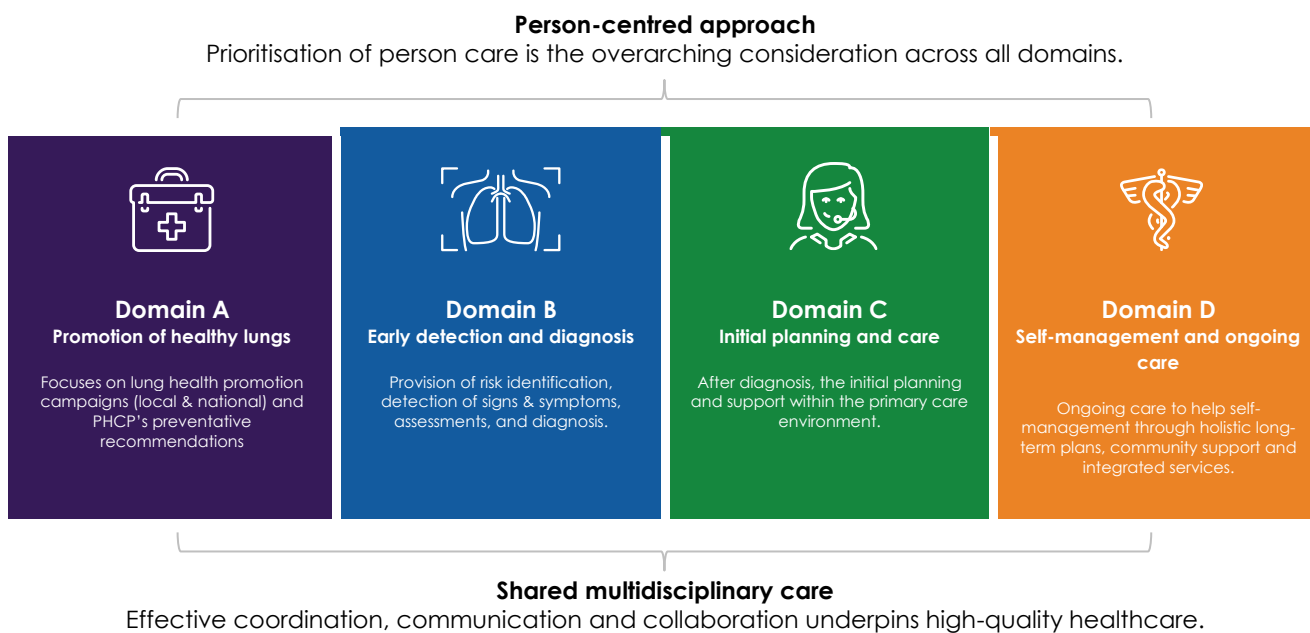 Person-centred approach
Prioritisation of person care is the overarching consideration across all domains.
Domain A
Promotion of healthy lungs
Focuses on lung health promotion
campaigns (local & national) and
PHCP's preventative
recommendations
Domain B
Early detection and diagnosis
Provision of risk identification,
detection of signs & symptoms,
assessments, and diagnosis.
Domain C
Initial planning and care
After diagnosis, the initial planning
and support within the primary care
environment.
Domain D
Self-management and ongoing
care
Ongoing care to help self-
management through holistic long-
term plans, community support and
integrated services.
Shared multidisciplinary care
Effective coordination, communication and collaboration underpins high-quality healthcare.